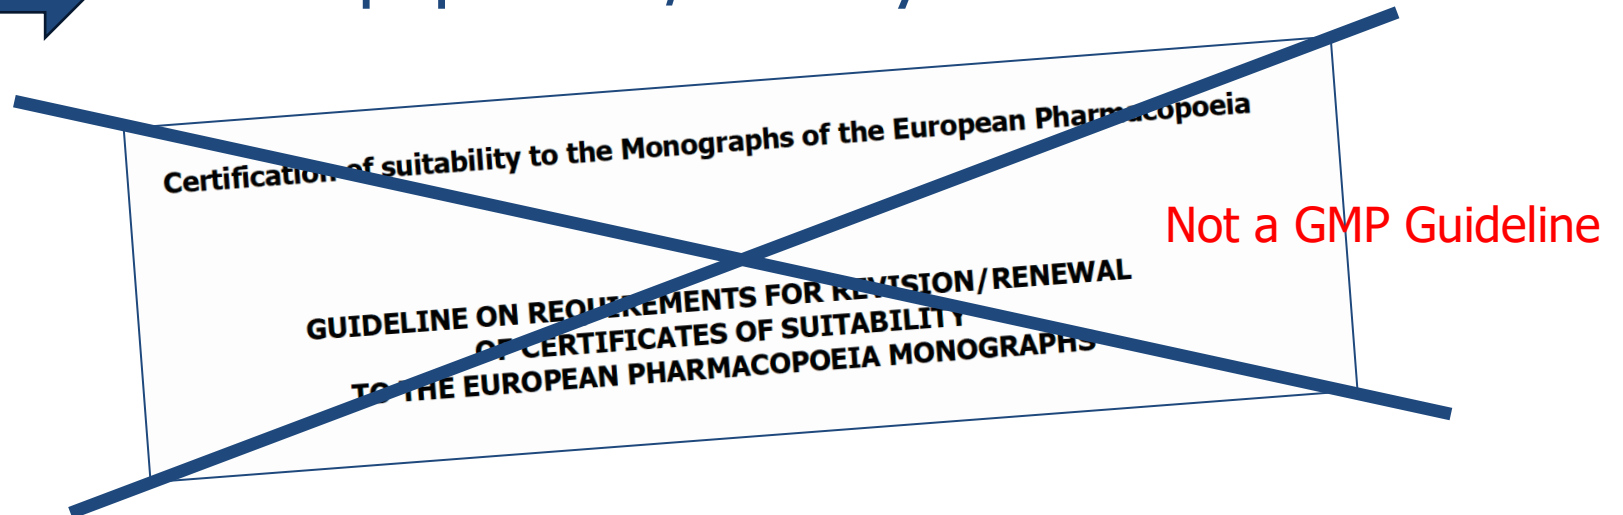 Certification of suitability to the Monographs of the European Pharmacopoeia
Not a GMP Guideline
GUIDELINE ON REQUIREMENTS FOR REVISION/RENEWAL
OF CERTIFICATES OF SUITABILITY
TO THE EUROPEAN PHARMACOPOEIA MONOGRAPHS